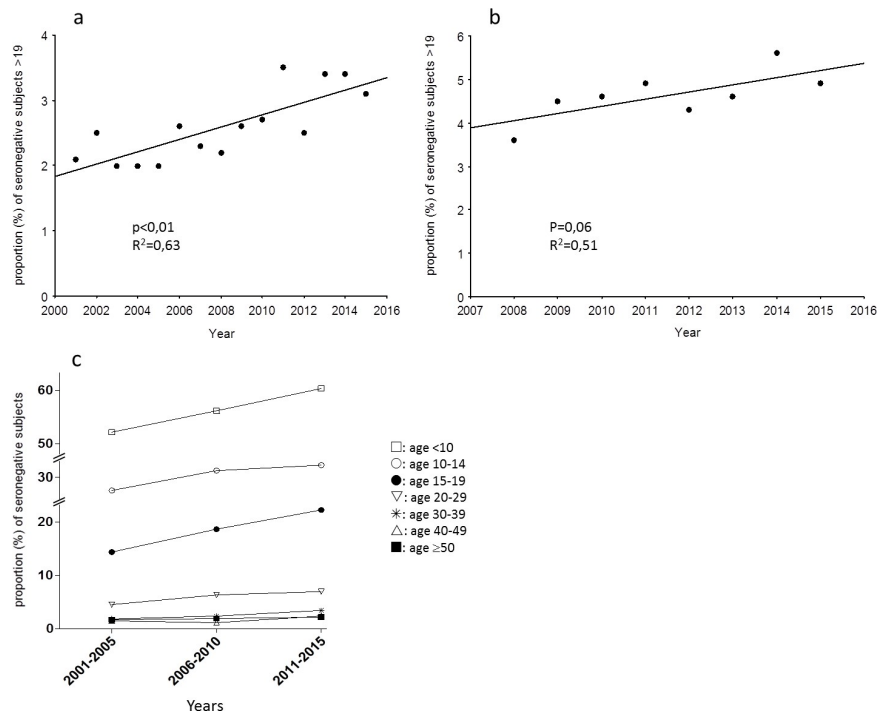 a
proportion (%) of seronegative subjects >19
4
3
2
1
0
2000 2002 2004 2006 2008 2010 2012 2014 2016
Year
p<0,01
R²=0,63
b
proportion (%) of seronegative subjects >19
6
5
4
3
2
1
0
2007 2008 2009 2010 2011 2012 2013 2014 2015 2016
Year
P=0,06
R²=0,51
c
proportion (%) of seronegative subjects
60
50
30
20
10
0
2001-2005
2006-2010
2011-2015
Years
□: age <10
○: age 10-14
●: age 15-19
▽: age 20-29
✳: age 30-39
△: age 40-49
■: age ≥50